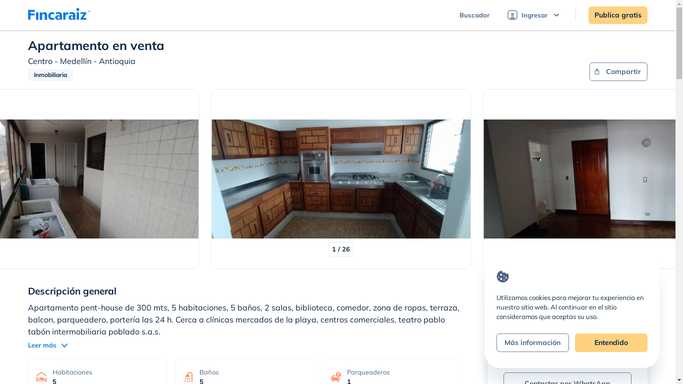 Fincaraiz
Buscador
Ingresar
Publica gratis
Apartamento en venta
Centro - Medellín - Antioquia
Inmobiliaria
Compartir
1 / 26
Descripción general
Apartamento pent-house de 300 mts, 5 habitaciones, 5 baños, 2 salas, biblioteca, comedor, zona de ropas, terraza,
balcon, parqueadero, portería las 24 h. Cerca a clínicas mercados de la playa, centros comerciales, teatro pablo
tabón intermobiliaria poblado s.a.s.
Leer más
Habitaciones
5
Baños
5
Parqueaderos
1
Utilizamos cookies para mejorar tu experiencia en
nuestro sitio web. Al continuar en el sitio
consideramos que aceptas su uso.
Más información
Entendido
Contactar por WhatsApp